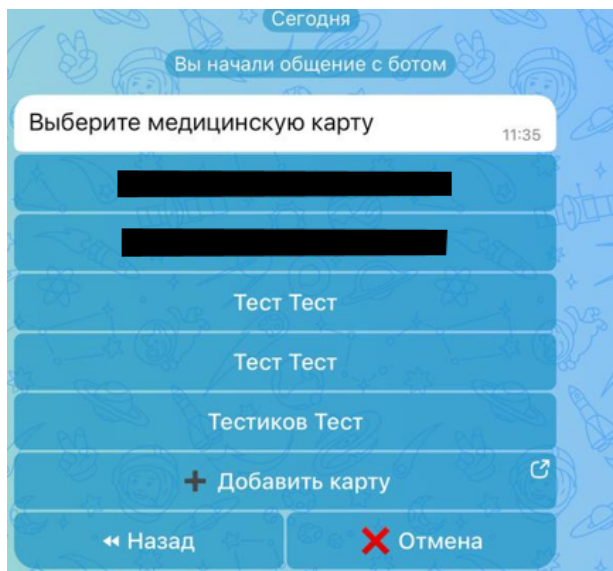 Сегодня
Вы начали общение с ботом
Выберите медицинскую карту
11:35
Тест Тест
Тест Тест
Тестиков Тест
➕ Добавить карту
⏪ Назад
❌ Отмена